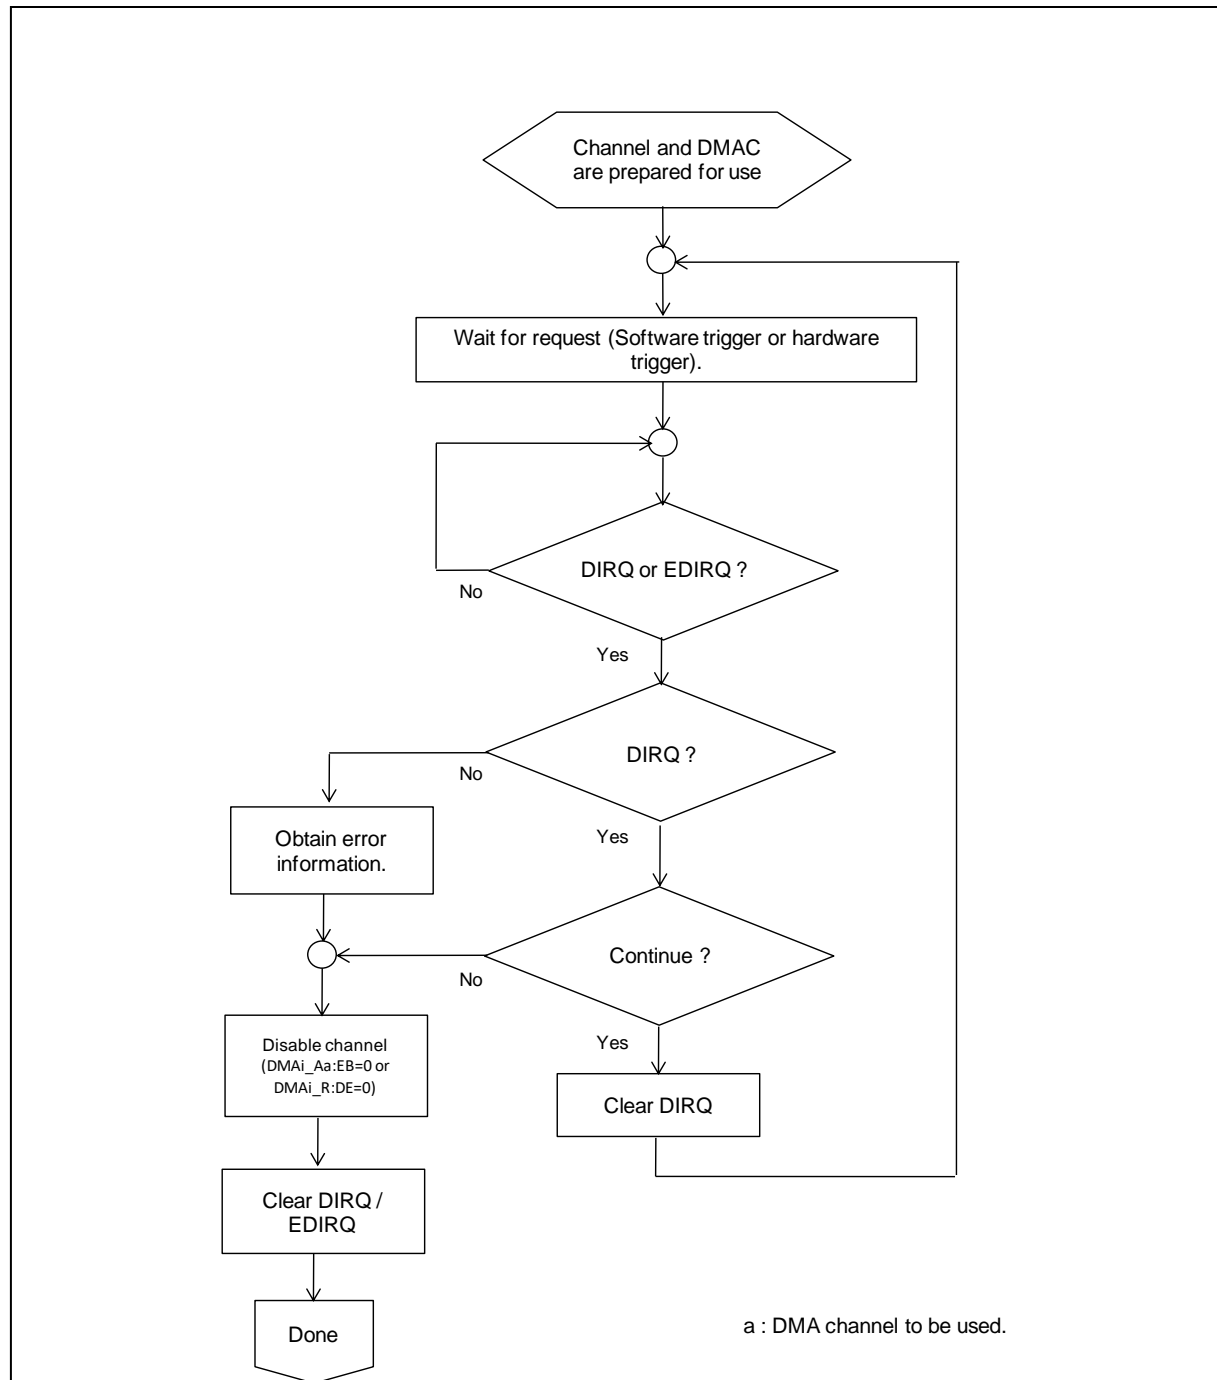 Channel and DMAC
are prepared for use
Wait for request (Software trigger or hardware
trigger).
DIRQ or EDIRQ ?
No
Yes
DIRQ ?
No
Yes
Obtain error
information.
Continue ?
No
Yes
Disable channel
(DMAi_Aa:EB=0 or
DMAi_R:DE=0)
Clear DIRQ
Clear DIRQ /
EDIRQ
Done
a : DMA channel to be used.